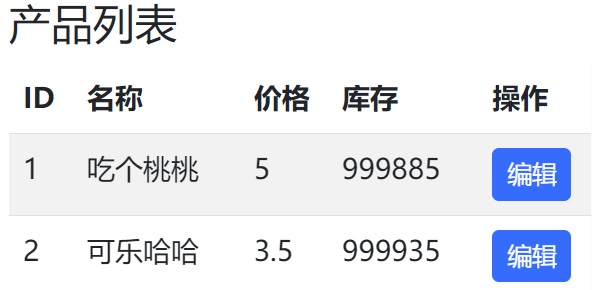 产品列表
ID 名称 价格 库存 操作
1 吃个桃桃 5 999885 编辑
2 可乐哈哈 3.5 999935 编辑